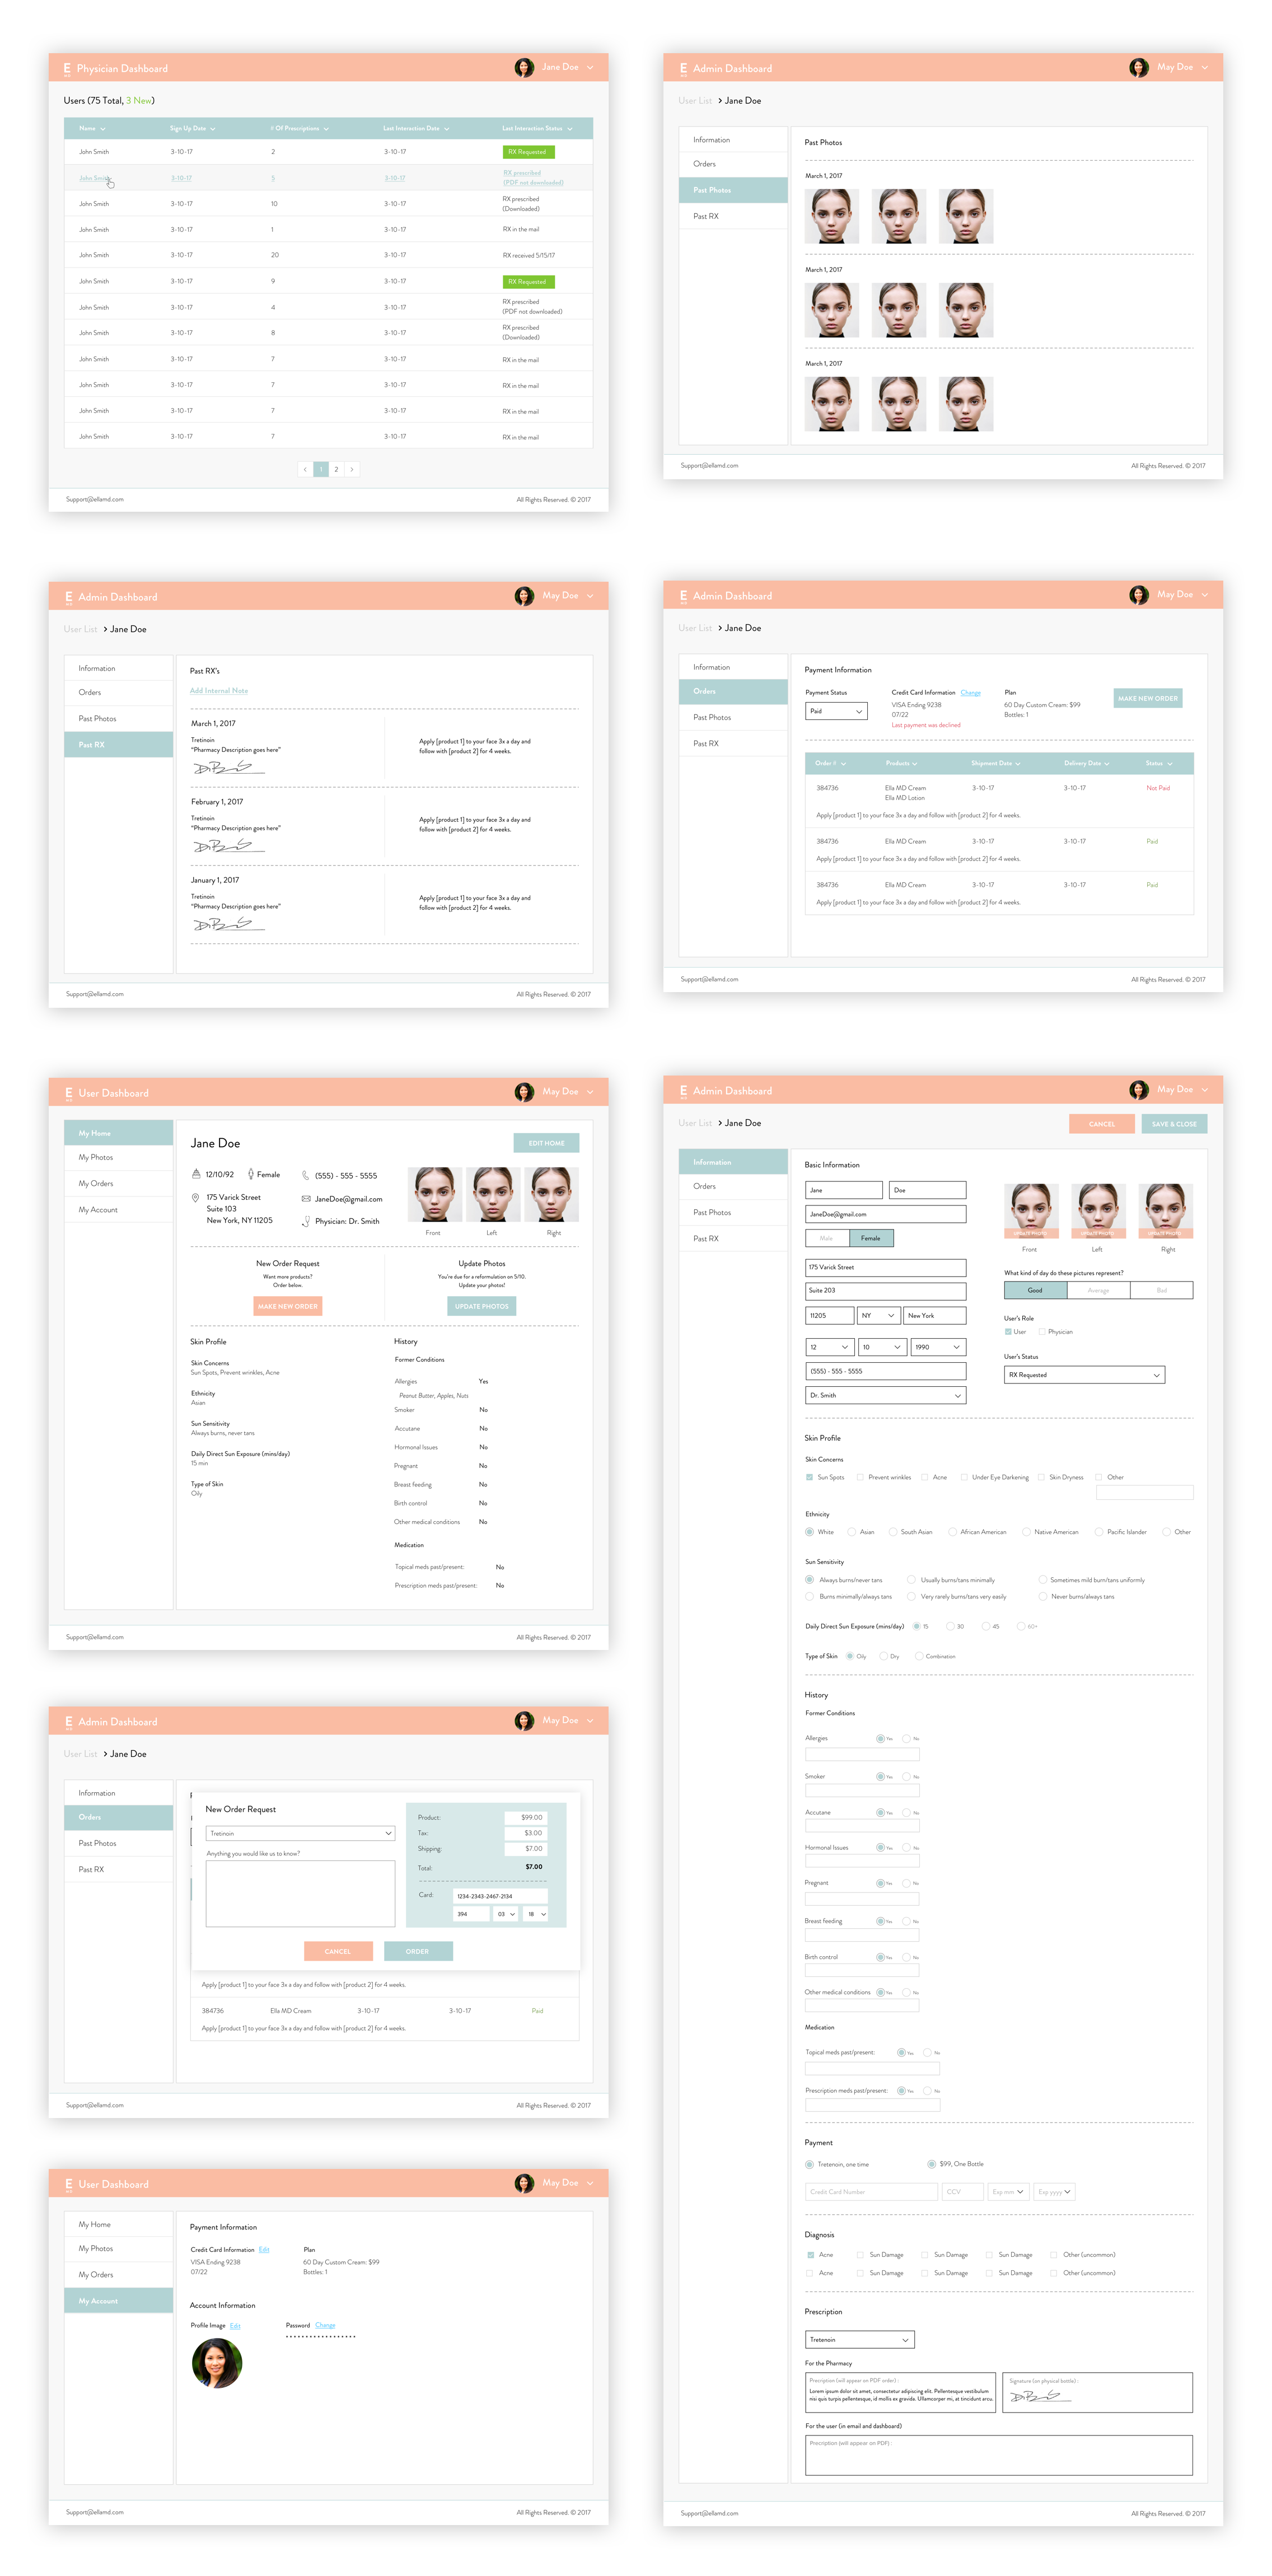 E Physician Dashboard
Jane Doe
Users (75 Total, 3 New)
Name Sign Up Date # Of Prescriptions Last Interaction Date Last Interaction Status
John Smith 3-10-17 2 3-10-17 RX Requested
John Smith 3-10-17 5 3-10-17 RX prescribed
(PDF not downloaded)
John Smith 3-10-17 10 3-10-17 RX prescribed
(Downloaded)
John Smith 3-10-17 1 3-10-17 RX in the mail
John Smith 3-10-17 20 3-10-17 RX received 5/15/17
John Smith 3-10-17 9 3-10-17 RX Requested
John Smith 3-10-17 4 3-10-17 RX prescribed
(PDF not downloaded)
John Smith 3-10-17 8 3-10-17 RX prescribed
(Downloaded)
John Smith 3-10-17 7 3-10-17 RX in the mail
John Smith 3-10-17 7 3-10-17 RX in the mail
John Smith 3-10-17 7 3-10-17 RX in the mail
John Smith 3-10-17 7 3-10-17 RX in the mail
< 1 2 >
Support@ellamd.com
All Rights Reserved. © 2017
E Admin Dashboard
May Doe
User List > Jane Doe
Information
Orders
Past Photos
Past RX
Past Photos
March 1, 2017
March 1, 2017
March 1, 2017
Support@ellamd.com
All Rights Reserved. © 2017
E Admin Dashboard
May Doe
User List > Jane Doe
Information
Orders
Past Photos
Past RX
Past RX's
Add Internal Note
March 1, 2017
Tretinoin
"Pharmacy Description goes here"
Apply [product 1] to your face 3x a day and
follow with [product 2] for 4 weeks.
February 1, 2017
Tretinoin
"Pharmacy Description goes here"
Apply [product 1] to your face 3x a day and
follow with [product 2] for 4 weeks.
January 1, 2017
Tretinoin
"Pharmacy Description goes here"
Apply [product 1] to your face 3x a day and
follow with [product 2] for 4 weeks.
Support@ellamd.com
All Rights Reserved. © 2017
E Admin Dashboard
May Doe
User List > Jane Doe
Information
Orders
Past Photos
Past RX
Payment Information
Payment Status
Paid
Credit Card Information Change
VISA Ending 9238
07/22
Last payment was declined
Plan
60 Day Custom Cream: $99
Bottles: 1
MAKE NEW ORDER
Order # Products Shipment Date Delivery Date Status
384736 Ella MD Cream 3-10-17 3-10-17 Not Paid
Ella MD Lotion
Apply [product 1] to your face 3x a day and follow with [product 2] for 4 weeks.
384736 Ella MD Cream 3-10-17 3-10-17 Paid
Apply [product 1] to your face 3x a day and follow with [product 2] for 4 weeks.
384736 Ella MD Cream 3-10-17 3-10-17 Paid
Apply [product 1] to your face 3x a day and follow with [product 2] for 4 weeks.
Support@ellamd.com
All Rights Reserved. © 2017
E User Dashboard
May Doe
My Home
My Photos
My Orders
My Account
Jane Doe
EDIT HOME
12/10/92 Female (555) - 555 - 5555
175 Varick Street
Suite 103
New York, NY 11205
JaneDoe@gmail.com
Physician: Dr. Smith
Front Left Right
New Order Request
Want more products?
Order below.
MAKE NEW ORDER
Update Photos
You're due for a reformulation on 5/10.
Update your photos!
UPDATE PHOTOS
Skin Profile
Skin Concerns
Sun Spots, Prevent wrinkles, Acne
Ethnicity
Asian
Sun Sensitivity
Always burns, never tans
Daily Direct Sun Exposure (mins/day)
15 min
Type of Skin
Oily
History
Former Conditions
Allergies Yes
Peanut Butter, Apples, Nuts
Smoker No
Accutane No
Hormonal Issues No
Pregnant No
Breast feeding No
Birth control No
Other medical conditions No
Medication
Topical meds past/present: No
Prescription meds past/present: No
Support@ellamd.com
All Rights Reserved. © 2017
E Admin Dashboard
May Doe
User List > Jane Doe
CANCEL
SAVE & CLOSE
Information
Orders
Past Photos
Past RX
Basic Information
Jane Doe
JaneDoe@gmail.com
Male Female
175 Varick Street
Suite 203
11205 NY New York
12 10 1990
(555) - 555 - 5555
Dr. Smith
UPDATE PHOTO UPDATE PHOTO UPDATE PHOTO
Front Left Right
What kind of day do these pictures represent?
Good Average Bad
User's Role
User Physician
User's Status
RX Requested
Skin Profile
Skin Concerns
Sun Spots Prevent wrinkles Acne Under Eye Darkening Skin Dryness Other
Ethnicity
White Asian South Asian African American Native American Pacific Islander Other
Sun Sensitivity
Always burns/never tans Usually burns/tans minimally Sometimes mild burn/tans uniformly
Burns minimally/always tans Very rarely burns/tans very easily Never burns/always tans
Daily Direct Sun Exposure (mins/day) 15 30 45 60+
Type of Skin Oily Dry Combination
History
Former Conditions
Allergies Yes No
Smoker Yes No
Accutane Yes No
Hormonal Issues Yes No
Pregnant Yes No
Breast feeding Yes No
Birth control Yes No
Other medical conditions Yes No
Medication
Topical meds past/present: Yes No
Prescription meds past/present: Yes No
Payment
Tretenoin, one time $99, One Bottle
Credit Card Number CCV Exp mm Exp yyyy
Diagnosis
Acne Sun Damage Sun Damage Sun Damage Other (uncommon)
Acne Sun Damage Sun Damage Sun Damage Other (uncommon)
Prescription
Tretenoin
For the Pharmacy
Precription (will appear on PDF order) :
Lorem ipsum dolor sit amet, consectetur adipiscing elit. Pellentesque vestibulum
nisi quis turpis pellentesque, id mollis ex gravida. Ullamcorper mi, at tincidunt arcu.
Signature (on physical bottle) :
For the user (in email and dashboard)
Precription (will appear on PDF) :
Support@ellamd.com
All Rights Reserved. © 2017
E Admin Dashboard
May Doe
User List > Jane Doe
Information
Orders
Past Photos
Past RX
New Order Request
Tretinoin
Anything you would like us to know?
Product: $99.00
Tax: $3.00
Shipping: $7.00
Total: $7.00
Card: 1234-2343-2467-2134
394 03 18
CANCEL
ORDER
Apply [product 1] to your face 3x a day and follow with [product 2] for 4 weeks.
384736 Ella MD Cream 3-10-17 3-10-17 Paid
Apply [product 1] to your face 3x a day and follow with [product 2] for 4 weeks.
Support@ellamd.com
All Rights Reserved. © 2017
E User Dashboard
May Doe
My Home
My Photos
My Orders
My Account
Payment Information
Credit Card Information Edit
VISA Ending 9238
07/22
Plan
60 Day Custom Cream: $99
Bottles: 1
Account Information
Profile Image Edit
Password Change
Support@ellamd.com
All Rights Reserved. © 2017